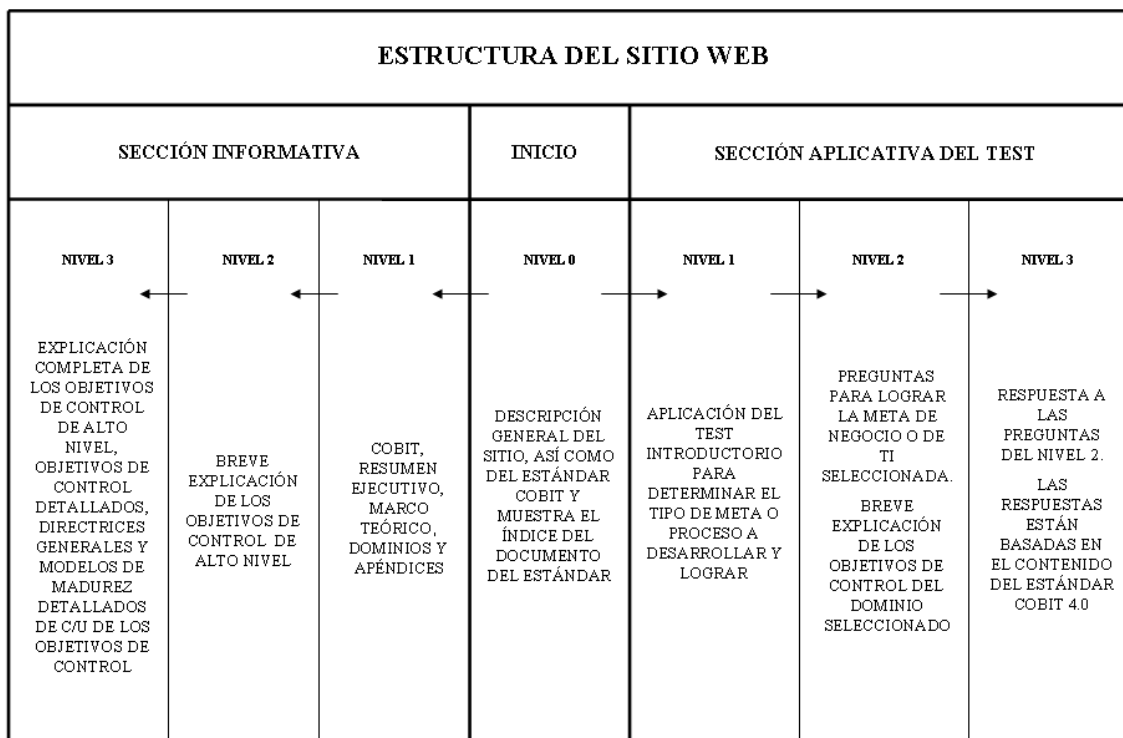 ESTRUCTURA DEL SITIO WEB
SECCIÓN INFORMATIVA
INICIO
SECCIÓN APLICATIVA DEL TEST
NIVEL 3
NIVEL 2
NIVEL 1
NIVEL 0
NIVEL 1
NIVEL 2
NIVEL 3
EXPLICACIÓN
COMPLETA DE
LOS OBJETIVOS
DE CONTROL
DE ALTO
NIVEL,
OBJETIVOS DE
CONTROL
DETALLADOS,
DIRECTRICES
GENERALES Y
MODELOS DE
MADUREZ
DETALLADOS
DE C/U DE LOS
OBJETIVOS DE
CONTROL
BREVE
EXPLICACIÓN
DE LOS
OBJETIVOS DE
CONTROL DE
ALTO NIVEL
COBIT,
RESUMEN
EJECUTIVO,
MARCO
TEÓRICO,
DOMINIOS Y
APÉNDICES
DESCRIPCIÓN
GENERAL DEL
SITIO, ASÍ COMO
DEL ESTÁNDAR
COBIT Y
MUESTRA EL
ÍNDICE DEL
DOCUMENTO
DEL ESTÁNDAR
APLICACIÓN DEL
TEST
INTRODUCTORIO
PARA
DETERMINAR EL
TIPO DE META O
PROCESO A
DESARROLLAR Y
LOGRAR
PREGUNTAS
PARA LOGRAR
LA META DE
NEGOCIO O DE
TI
SELECCIONADA.
BREVE
EXPLICACIÓN
DE LOS
OBJETIVOS DE
CONTROL DEL
DOMINIO
SELECCIONADO
RESPUESTA A
LAS
PREGUNTAS
DEL NIVEL 2.
LAS
RESPUESTAS
ESTÁN
BASADAS EN
EL CONTENIDO
DEL ESTÁNDAR
COBIT 4.0